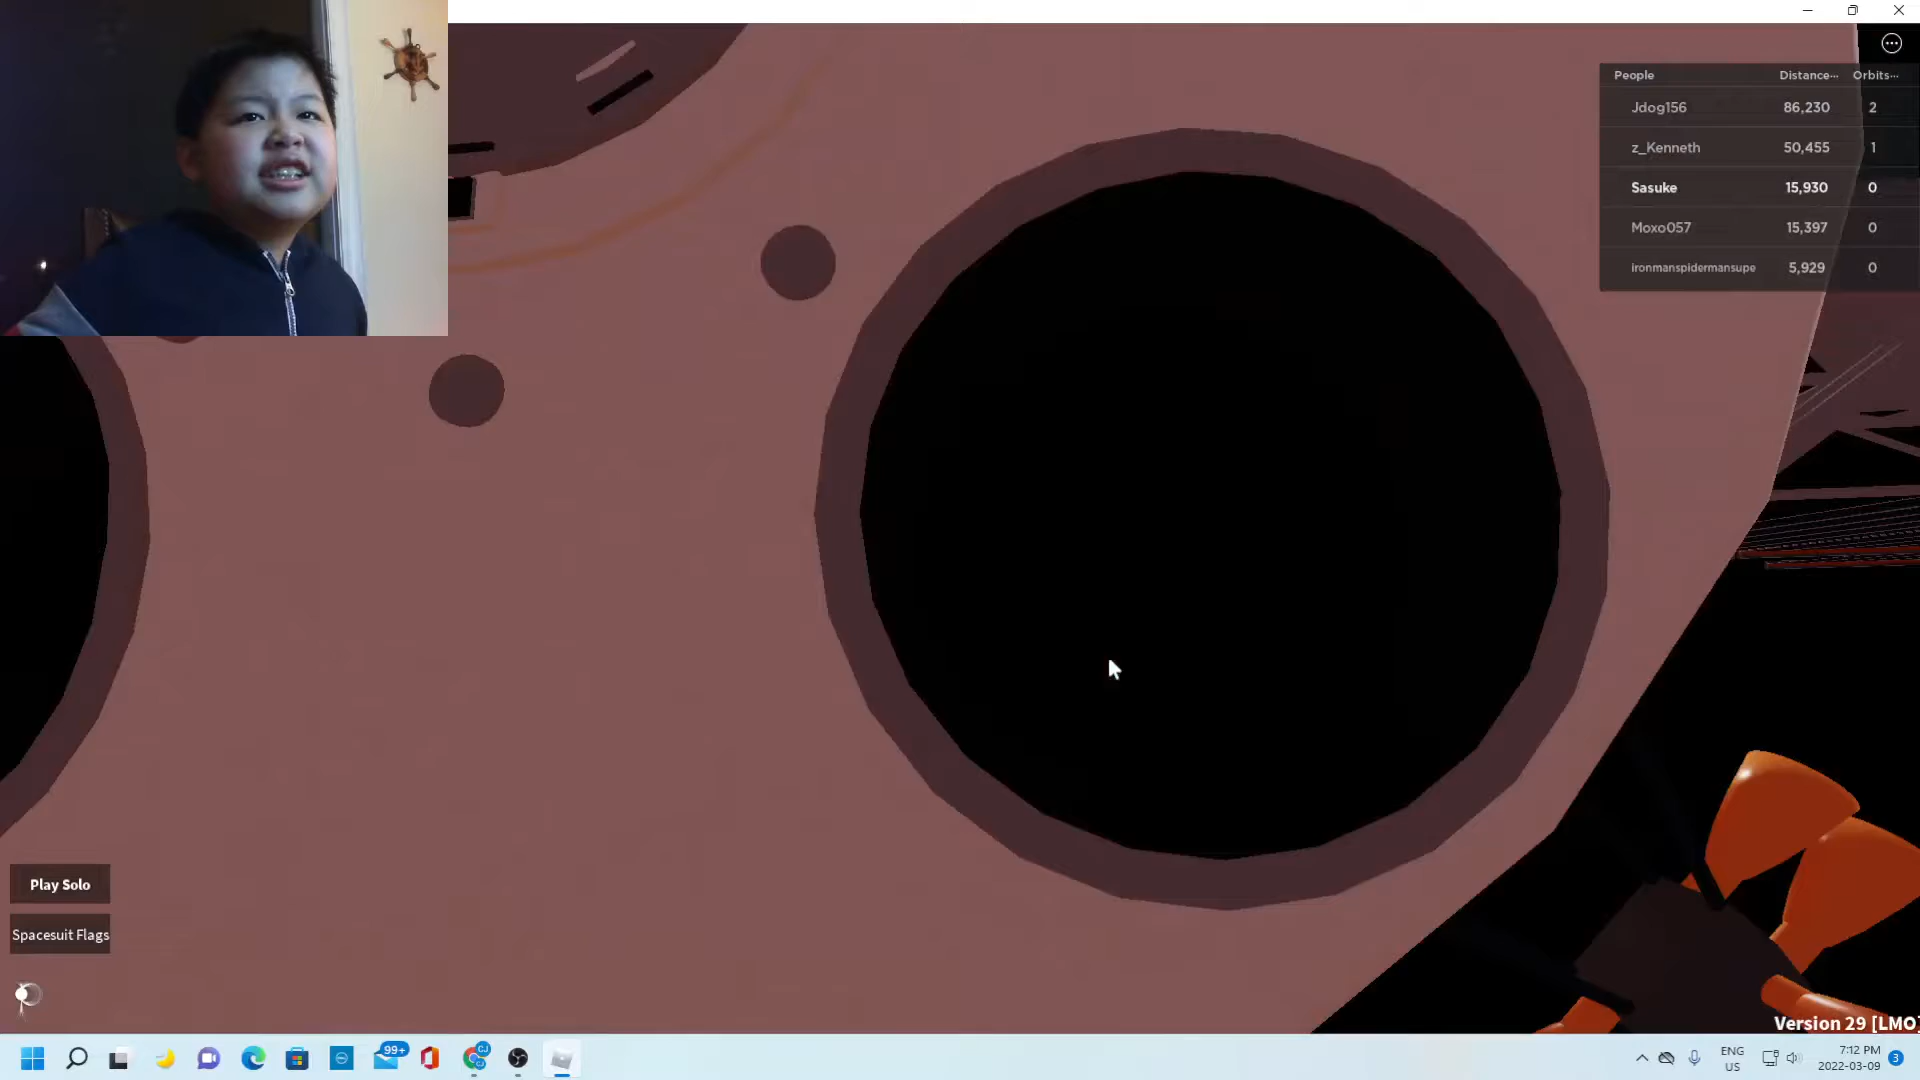 People Distance... Orbits...
Jdog156 86,230 2
z_Kenneth 50,455 1
Sasuke 15,930 0
Moxo057 15,397 0
ironmanspidermansupe 5,929 0
Play Solo
Spacesuit Flags
Version 29 [LMO]
99+
CJ
ENG
US
7:12 PM
2022-03-09
3